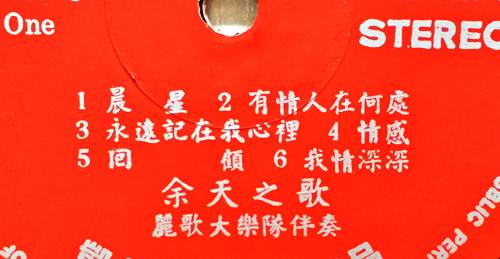 One
STEREO
1 晨 星 2 有情人在何處
3 永遠記在我心裡 4 情感
5 回 顧 6 我情深深
余天之歌
麗歌大樂隊伴奏